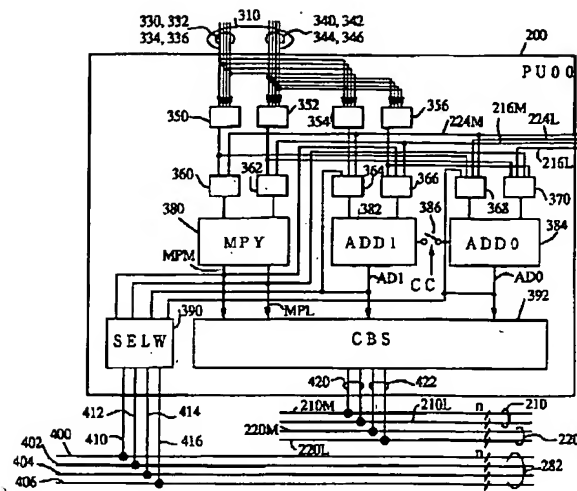 330, 332 310 340, 342
334, 336 344, 346
200
PU00
350 352 354 356
224M 216M 224L
216L
360 362 364 366 368 370
380 382 386 384
MPY ADD1 ADD0
MPM CC AD1 AD0
MPL
390 392
SELW CBS
420 422
412 414 210M 210L n 210
410 416 220M 220
402 400 220L n
404 282
406